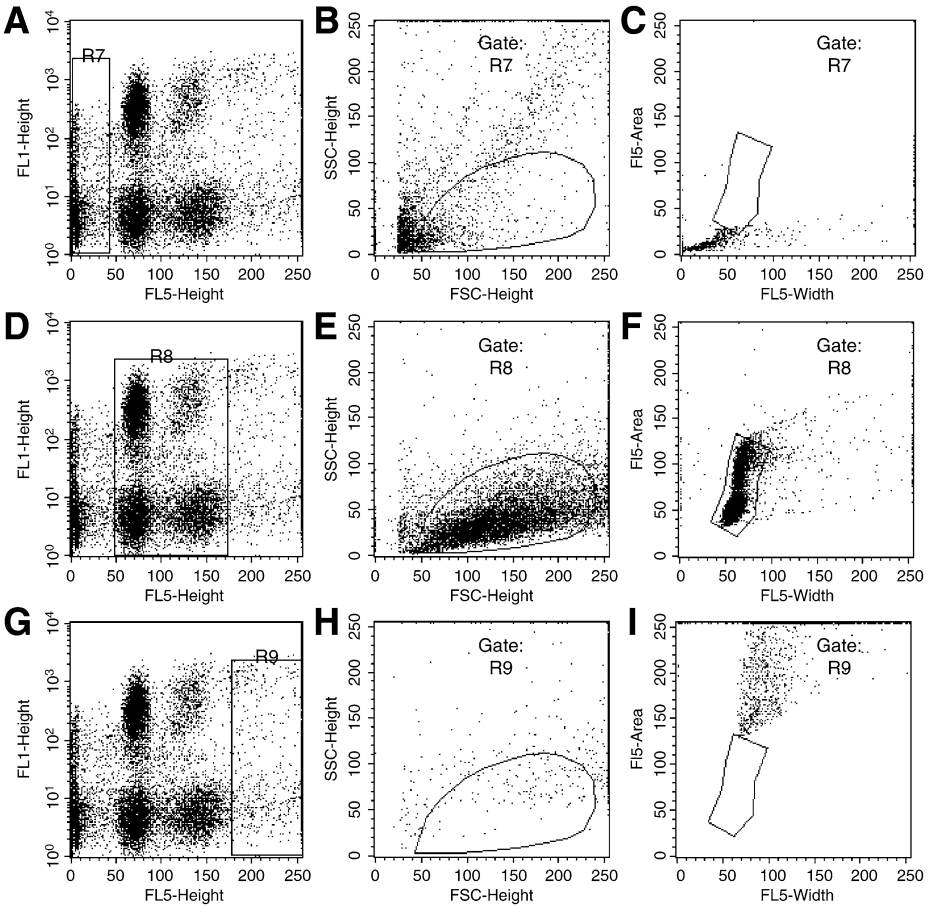 A
B
C
10⁴
10³
10²
10¹
10⁰
FL1-Height
R7
0 50 100 150 200 250
FL5-Height
250
200
150
100
50
0
SSC-Height
Gate:
R7
0 50 100 150 200 250
FSC-Height
250
200
150
100
50
0
Fl5-Area
Gate:
R7
0 50 100 150 200 250
FL5-Width
D
E
F
10⁴
10³
10²
10¹
10⁰
FL1-Height
R8
0 50 100 150 200 250
FL5-Height
250
200
150
100
50
0
SSC-Height
Gate:
R8
0 50 100 150 200 250
FSC-Height
250
200
150
100
50
0
Fl5-Area
Gate:
R8
0 50 100 150 200 250
FL5-Width
G
H
I
10⁴
10³
10²
10¹
10⁰
FL1-Height
R9
0 50 100 150 200 250
FL5-Height
250
200
150
100
50
0
SSC-Height
Gate:
R9
0 50 100 150 200 250
FSC-Height
250
200
150
100
50
0
Fl5-Area
Gate:
R9
0 50 100 150 200 250
FL5-Width